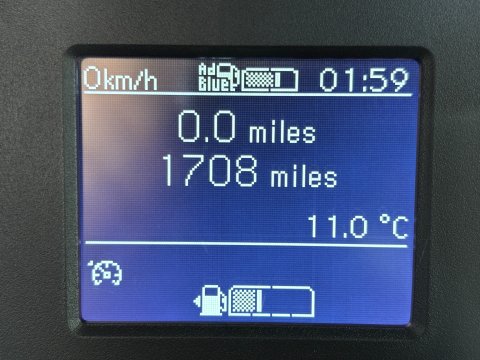 0km/h Ad Blue 01:59
0.0 miles
1708 miles
11.0 °C